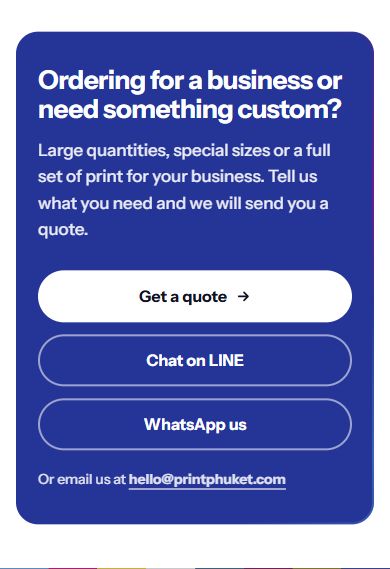 Ordering for a business or
need something custom?
Large quantities, special sizes or a full
set of print for your business. Tell us
what you need and we will send you a
quote.
Get a quote →
Chat on LINE
WhatsApp us
Or email us at hello@printphuket.com